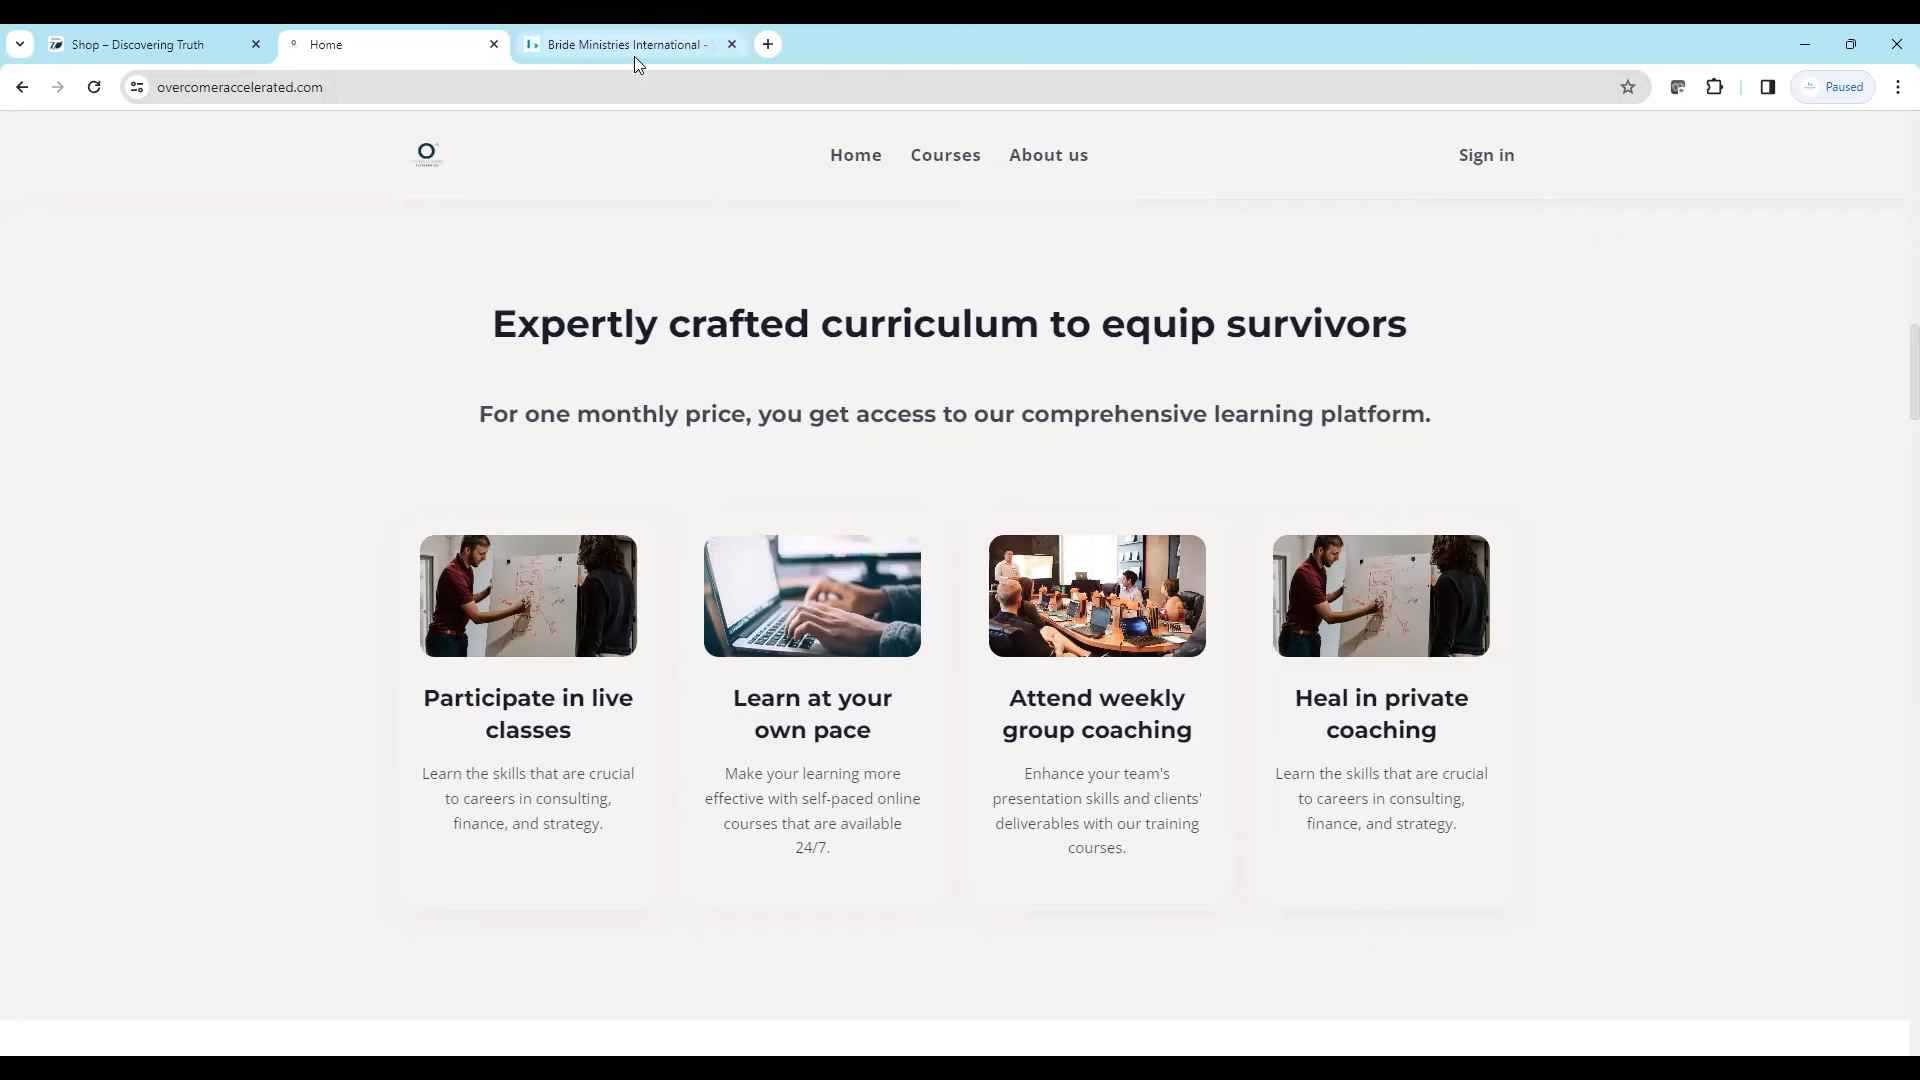 Shop – Discovering Truth
Home
Bride Ministries International -
overcomeraccelerated.com
Paused
Home
Courses
About us
Sign in
Expertly crafted curriculum to equip survivors
For one monthly price, you get access to our comprehensive learning platform.
Participate in live
classes
Learn the skills that are crucial
to careers in consulting,
finance, and strategy.
Learn at your
own pace
Make your learning more
effective with self-paced online
courses that are available
24/7.
Attend weekly
group coaching
Enhance your team's
presentation skills and clients'
deliverables with our training
courses.
Heal in private
coaching
Learn the skills that are crucial
to careers in consulting,
finance, and strategy.